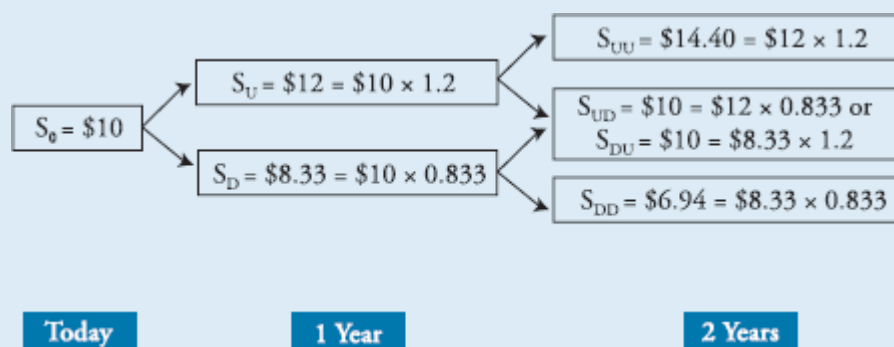 S₀ = $10
S_U = $12 = $10 × 1.2
S_D = $8.33 = $10 × 0.833
S_UU = $14.40 = $12 × 1.2
S_UD = $10 = $12 × 0.833 or
S_DU = $10 = $8.33 × 1.2
S_DD = $6.94 = $8.33 × 0.833
Today
1 Year
2 Years